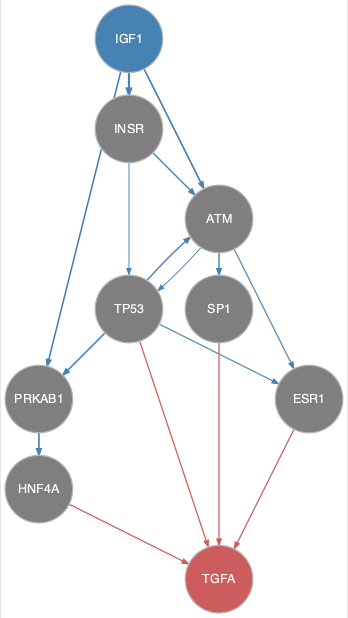 IGF1
INSR
ATM
TP53
SP1
PRKAB1
ESR1
HNF4A
TGFA